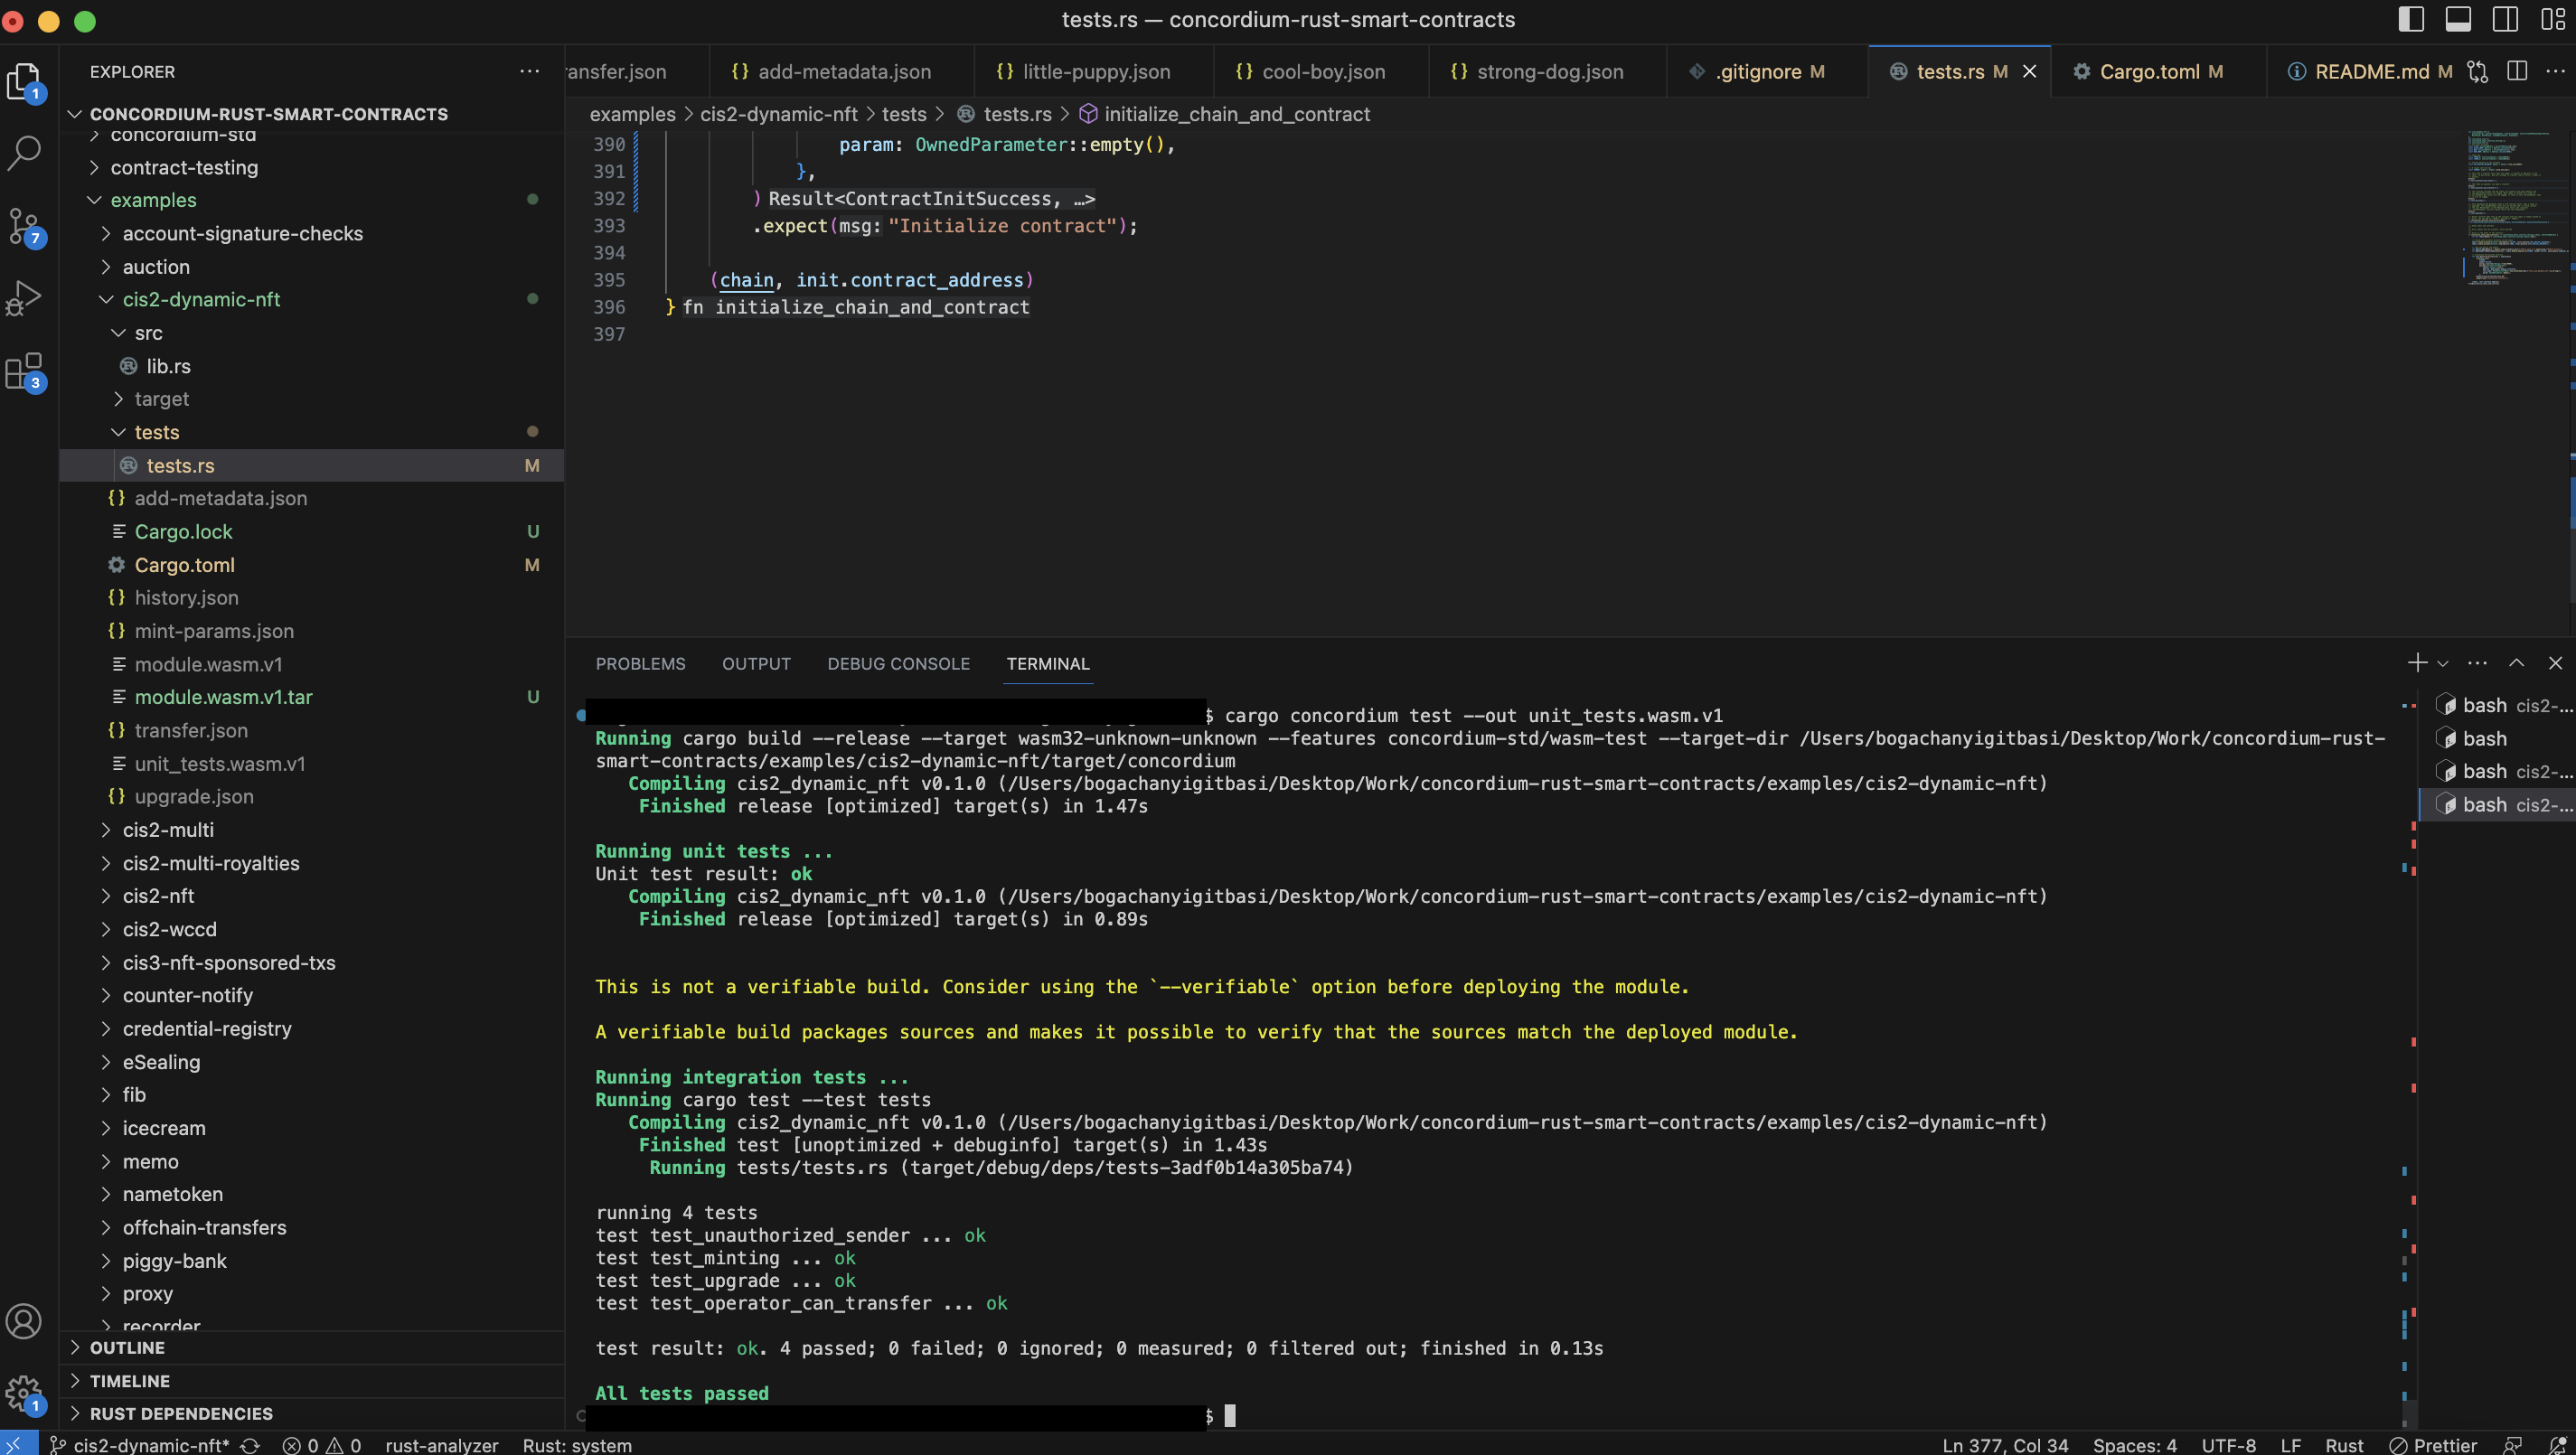 tests.rs — concordium-rust-smart-contracts
EXPLORER
CONCORDIUM-RUST-SMART-CONTRACTS
concordium-std
contract-testing
examples
account-signature-checks
auction
cis2-dynamic-nft
src
lib.rs
target
tests
tests.rs M
add-metadata.json
Cargo.lock U
Cargo.toml M
history.json
mint-params.json
module.wasm.v1
module.wasm.v1.tar U
transfer.json
unit_tests.wasm.v1
upgrade.json
cis2-multi
cis2-multi-royalties
cis2-nft
cis2-wccd
cis3-nft-sponsored-txs
counter-notify
credential-registry
eSealing
fib
icecream
memo
nametoken
offchain-transfers
piggy-bank
proxy
recorder
OUTLINE
TIMELINE
RUST DEPENDENCIES
1
7
3
1
ansfer.json {} add-metadata.json {} little-puppy.json {} cool-boy.json {} strong-dog.json .gitignore M tests.rs M Cargo.toml M README.md M
examples > cis2-dynamic-nft > tests > tests.rs > initialize_chain_and_contract
390 param: OwnedParameter::empty(),
391 },
392 ) Result<ContractInitSuccess, …>
393 .expect(msg: "Initialize contract");
394
395 (chain, init.contract_address)
396 } fn initialize_chain_and_contract
397
PROBLEMS OUTPUT DEBUG CONSOLE TERMINAL
$ cargo concordium test --out unit_tests.wasm.v1
Running cargo build --release --target wasm32-unknown-unknown --features concordium-std/wasm-test --target-dir /Users/bogachanyigitbasi/Desktop/Work/concordium-rust-
smart-contracts/examples/cis2-dynamic-nft/target/concordium
Compiling cis2_dynamic_nft v0.1.0 (/Users/bogachanyigitbasi/Desktop/Work/concordium-rust-smart-contracts/examples/cis2-dynamic-nft)
Finished release [optimized] target(s) in 1.47s
Running unit tests ...
Unit test result: ok
Compiling cis2_dynamic_nft v0.1.0 (/Users/bogachanyigitbasi/Desktop/Work/concordium-rust-smart-contracts/examples/cis2-dynamic-nft)
Finished release [optimized] target(s) in 0.89s
This is not a verifiable build. Consider using the `--verifiable` option before deploying the module.
A verifiable build packages sources and makes it possible to verify that the sources match the deployed module.
Running integration tests ...
Running cargo test --test tests
Compiling cis2_dynamic_nft v0.1.0 (/Users/bogachanyigitbasi/Desktop/Work/concordium-rust-smart-contracts/examples/cis2-dynamic-nft)
Finished test [unoptimized + debuginfo] target(s) in 1.43s
Running tests/tests.rs (target/debug/deps/tests-3adf0b14a305ba74)
running 4 tests
test test_unauthorized_sender ... ok
test test_minting ... ok
test test_upgrade ... ok
test test_operator_can_transfer ... ok
test result: ok. 4 passed; 0 failed; 0 ignored; 0 measured; 0 filtered out; finished in 0.13s
All tests passed
$
bash cis2-...
bash
bash cis2-...
bash cis2-...
cis2-dynamic-nft* 0 0 rust-analyzer Rust: system Ln 377, Col 34 Spaces: 4 UTF-8 LF Rust Prettier